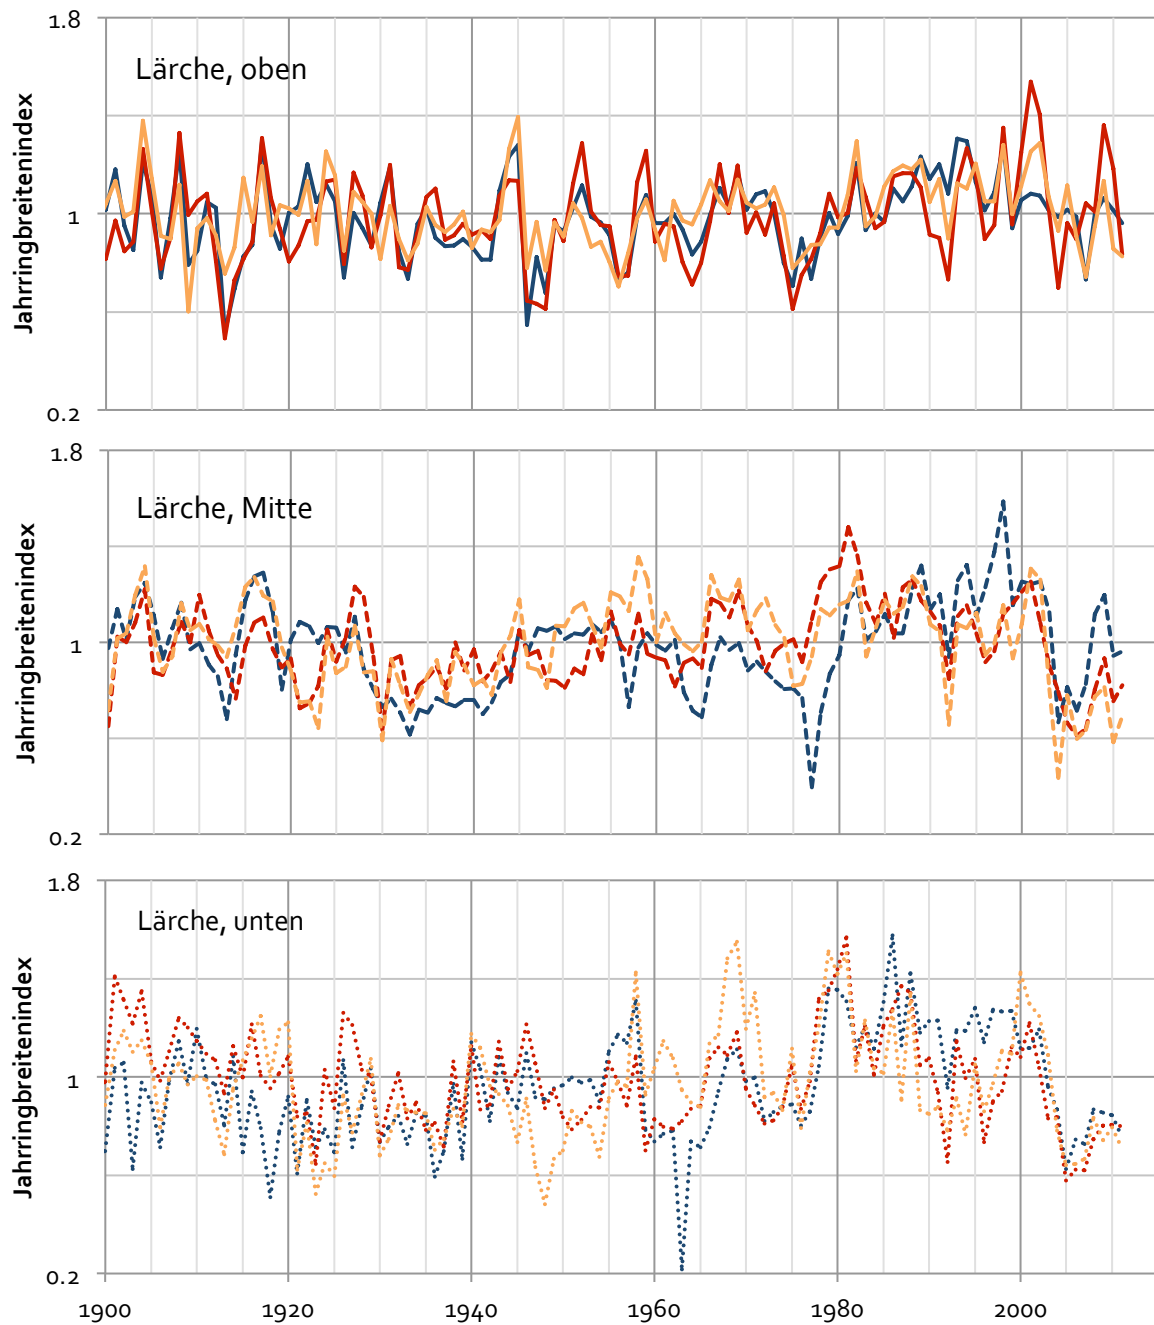 1.8
Lärche, oben
Jahrringbreitenindex
1
0.2
1.8
Lärche, Mitte
Jahrringbreitenindex
1
0.2
1.8
Lärche, unten
Jahrringbreitenindex
1
0.2
1900 1920 1940 1960 1980 2000